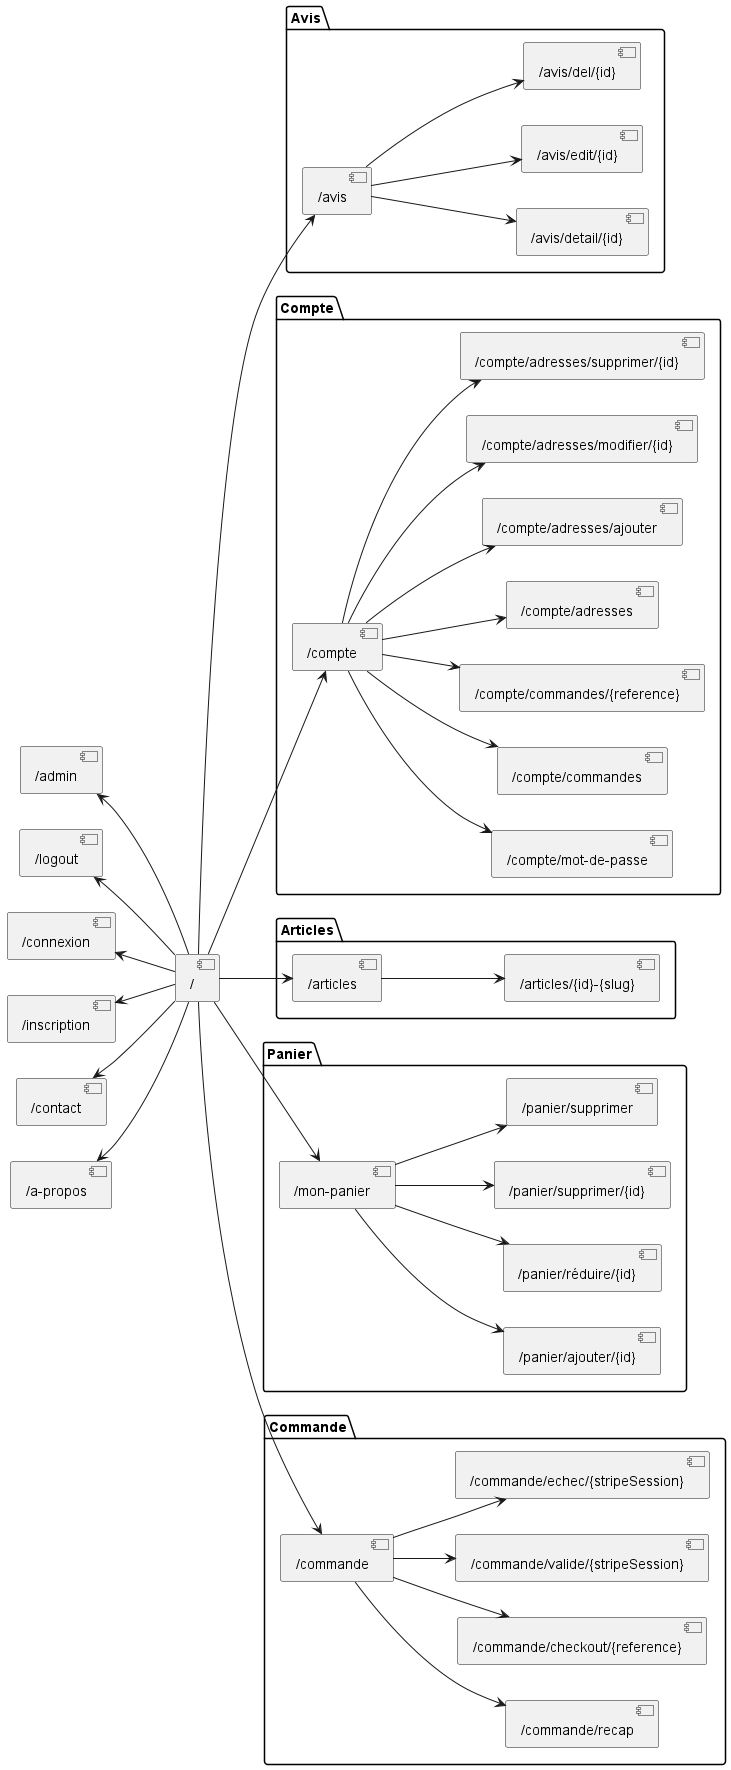 Avis
/avis/del/{id}
/avis/edit/{id}
/avis
/avis/detail/{id}
Compte
/compte/adresses/supprimer/{id}
/compte/adresses/modifier/{id}
/compte/adresses/ajouter
/compte/adresses
/compte
/compte/commandes/{reference}
/compte/commandes
/compte/mot-de-passe
/admin
/logout
/connexion
/inscription
/contact
/a-propos
/
Articles
/articles
/articles/{id}-{slug}
Panier
/panier/supprimer
/mon-panier
/panier/supprimer/{id}
/panier/réduire/{id}
/panier/ajouter/{id}
Commande
/commande/echec/{stripeSession}
/commande
/commande/valide/{stripeSession}
/commande/checkout/{reference}
/commande/recap